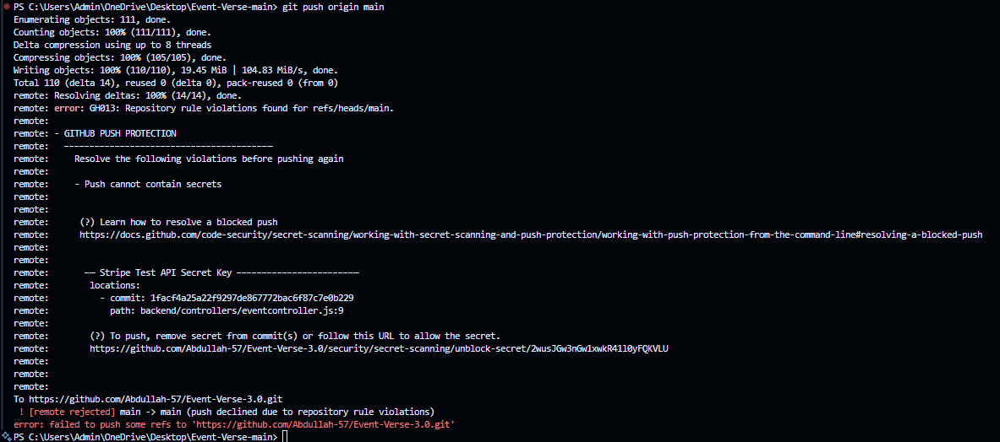 PS C:\Users\Admin\OneDrive\Desktop\Event-Verse-main> git push origin main
Enumerating objects: 111, done.
Counting objects: 100% (111/111), done.
Delta compression using up to 8 threads
Compressing objects: 100% (105/105), done.
Writing objects: 100% (110/110), 19.45 MiB | 104.83 MiB/s, done.
Total 110 (delta 14), reused 0 (delta 0), pack-reused 0 (from 0)
remote: Resolving deltas: 100% (14/14), done.
remote: error: GH013: Repository rule violations found for refs/heads/main.
remote:
remote: - GITHUB PUSH PROTECTION
remote:   —————————————————————————————————————————
remote:     Resolve the following violations before pushing again
remote:
remote:     - Push cannot contain secrets
remote:
remote:
remote:      (?) Learn how to resolve a blocked push
remote:      https://docs.github.com/code-security/secret-scanning/working-with-secret-scanning-and-push-protection/working-with-push-protection-from-the-command-line#resolving-a-blocked-push
remote:
remote:
remote:       —— Stripe Test API Secret Key ————————————————————————
remote:        locations:
remote:          - commit: 1facf4a25a22f9297de867772bac6f87c7e0b229
remote:            path: backend/controllers/eventcontroller.js:9
remote:
remote:        (?) To push, remove secret from commit(s) or follow this URL to allow the secret.
remote:        https://github.com/Abdullah-57/Event-Verse-3.0/security/secret-scanning/unblock-secret/2wusJGw3nGw1xwkR41l0yFQKVLU
remote:
remote:
remote:
To https://github.com/Abdullah-57/Event-Verse-3.0.git
 ! [remote rejected] main -> main (push declined due to repository rule violations)
error: failed to push some refs to 'https://github.com/Abdullah-57/Event-Verse-3.0.git'
PS C:\Users\Admin\OneDrive\Desktop\Event-Verse-main>